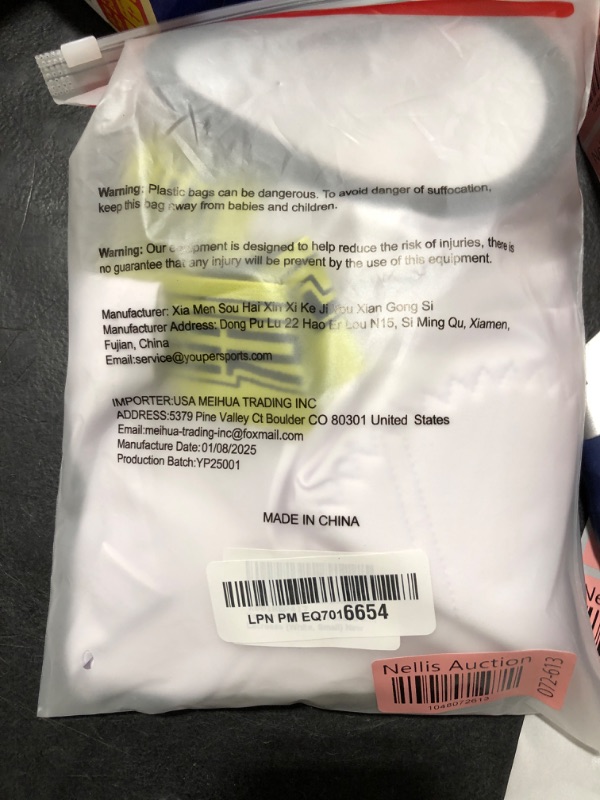 Warning: Plastic bags can be dangerous. To avoid danger of suffocation,
keep this bag away from babies and children.
Warning: Our equipment is designed to help reduce the risk of injuries, there is
no guarantee that any injury will be prevent by the use of this equipment.
Manufacturer: Xia Men Sou Hai Xin Xi Ke Ji You Xian Gong Si
Manufacturer Address: Dong Pu Lu 22 Hao Er Lou N15, Si Ming Qu, Xiamen,
Fujian, China
Email:service@youpersports.com
IMPORTER:USA MEIHUA TRADING INC
ADDRESS:5379 Pine Valley Ct Boulder CO 80301 United States
Email:meihua-trading-inc@foxmail.com
Manufacture Date:01/08/2025
Production Batch:YP25001
MADE IN CHINA
LPN PM EQ7016654
Nellis Auction
1048072613
072-613